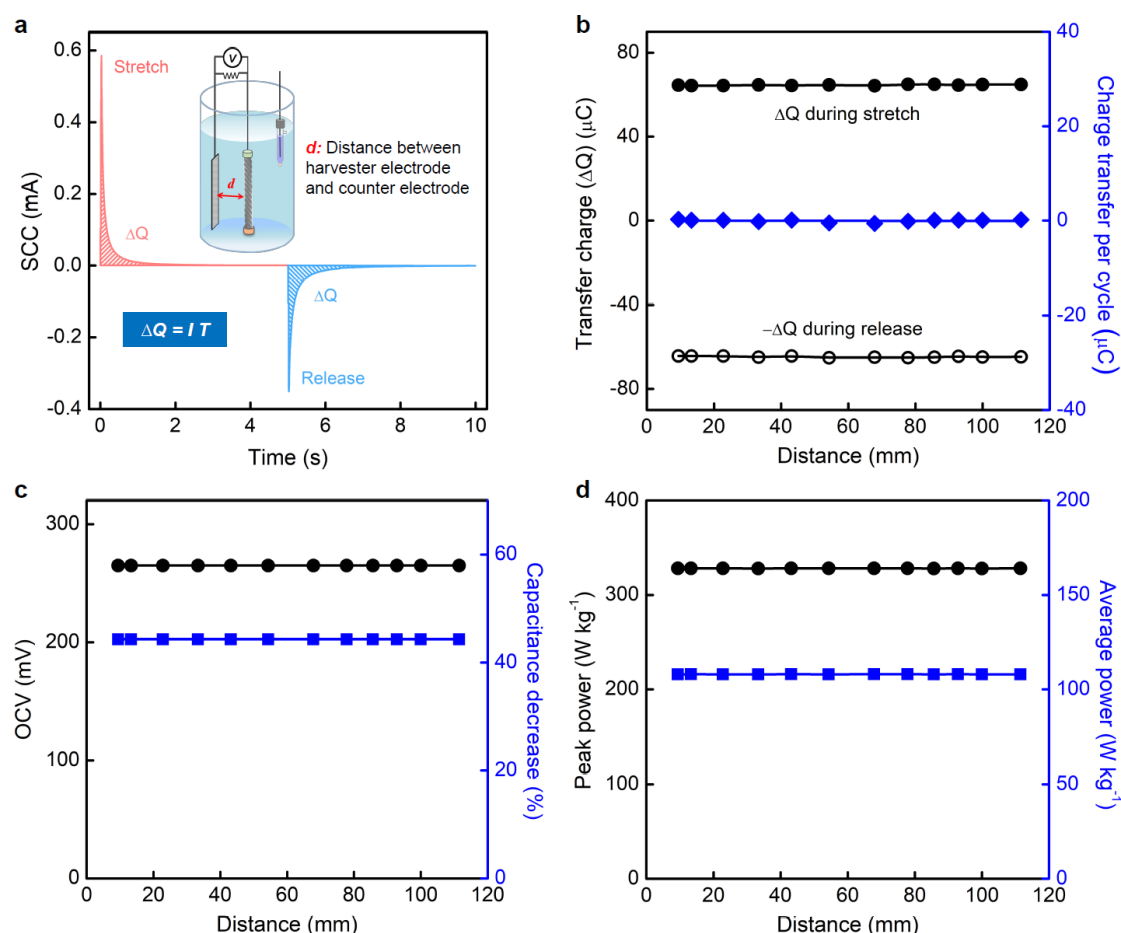 a
SCC (mA)
0.6
0.4
0.2
0.0
-0.2
-0.4
0
2
4
6
8
10
Time (s)
Stretch
ΔQ
ΔQ = I T
Release
ΔQ
V
d
d: Distance between
harvester electrode
and counter electrode
b
Transfer charge (ΔQ) (μC)
80
40
0
-40
-80
Charge transfer per
cycle (μC)
40
20
0
-20
-40
ΔQ during stretch
−ΔQ during release
0
20
40
60
80
100
120
Distance (mm)
c
OCV (mV)
300
200
100
0
Capacitance decrease (%)
60
40
20
0
0
20
40
60
80
100
120
Distance (mm)
d
Peak power (W kg⁻¹)
400
300
200
100
0
Average power (W kg⁻¹)
200
150
100
50
0
0
20
40
60
80
100
120
Distance (mm)